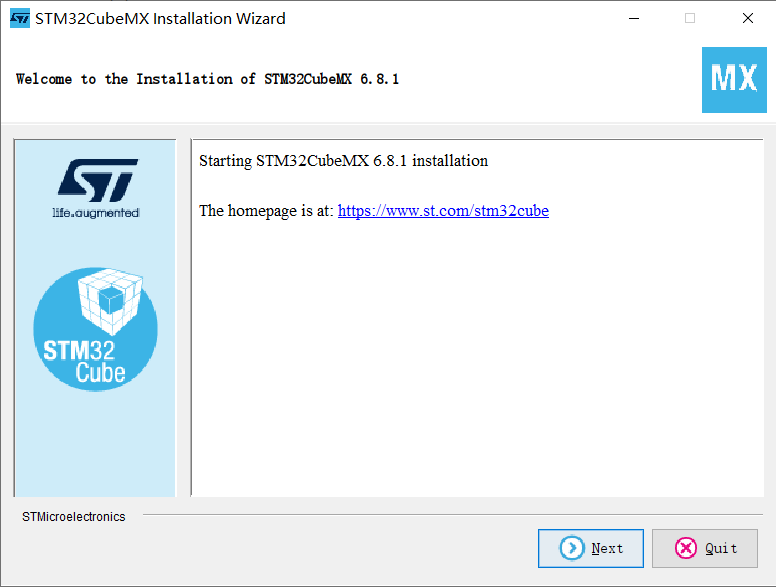 STM32CubeMX Installation Wizard
Welcome to the Installation of STM32CubeMX 6.8.1
MX
ST
life.augmented
STM32
Cube
Starting STM32CubeMX 6.8.1 installation
The homepage is at: https://www.st.com/stm32cube
STMicroelectronics
Next
Quit